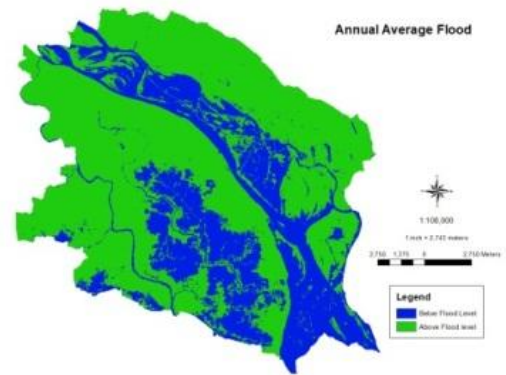 Annual Average Flood
1:108,000
1 inch = 2,743 meters
2,750 1,375 0 2,750 Meters
Legend
Below Flood Level
Above Flood level